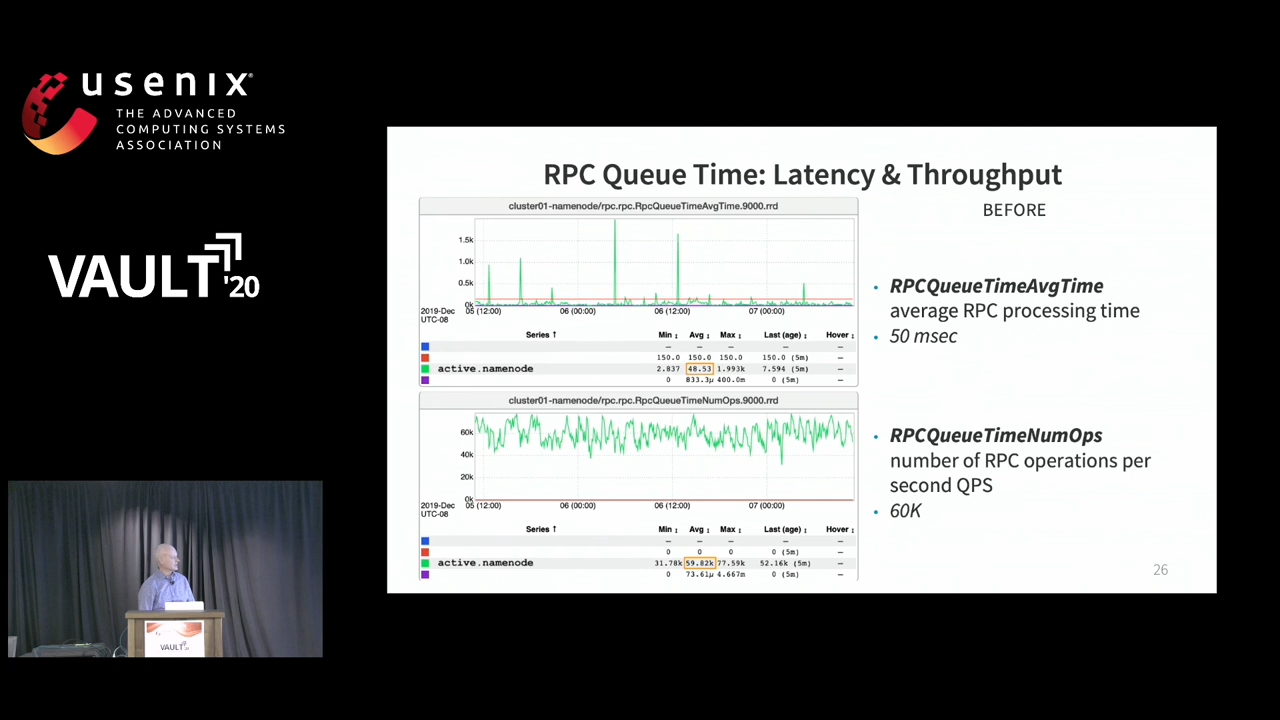 usenix®
THE ADVANCED
COMPUTING SYSTEMS
ASSOCIATION
VAULT '20
RPC Queue Time: Latency & Throughput
BEFORE
cluster01-namenode/rpc.rpc.RpcQueueTimeAvgTime.9000.rrd
1.5k
1.0k
0.5k
0k
2019-Dec 05 (12:00) 06 (00:00) 06 (12:00) 07 (00:00)
UTC-08
Series ↑ Min ↕ Avg ↕ Max ↕ Last (age) ↕ Hover ↕
— — — — —
150.0 150.0 150.0 150.0 (5m) —
active.namenode 2.837 48.53 1.993k 7.594 (5m) —
0 833.3µ 400.0m 0 (5m) —
• RPCQueueTimeAvgTime
average RPC processing time
• 50 msec
cluster01-namenode/rpc.rpc.RpcQueueTimeNumOps.9000.rrd
60k
40k
20k
0k
2019-Dec 05 (12:00) 06 (00:00) 06 (12:00) 07 (00:00)
UTC-08
Series ↑ Min ↕ Avg ↕ Max ↕ Last (age) ↕ Hover ↕
— — — — —
0 0 0 0 (5m) —
active.namenode 31.78k 59.82k 77.59k 52.16k (5m) —
0 73.61µ 4.667m 0 (5m) —
• RPCQueueTimeNumOps
number of RPC operations per
second QPS
• 60K
26
VAULT '20